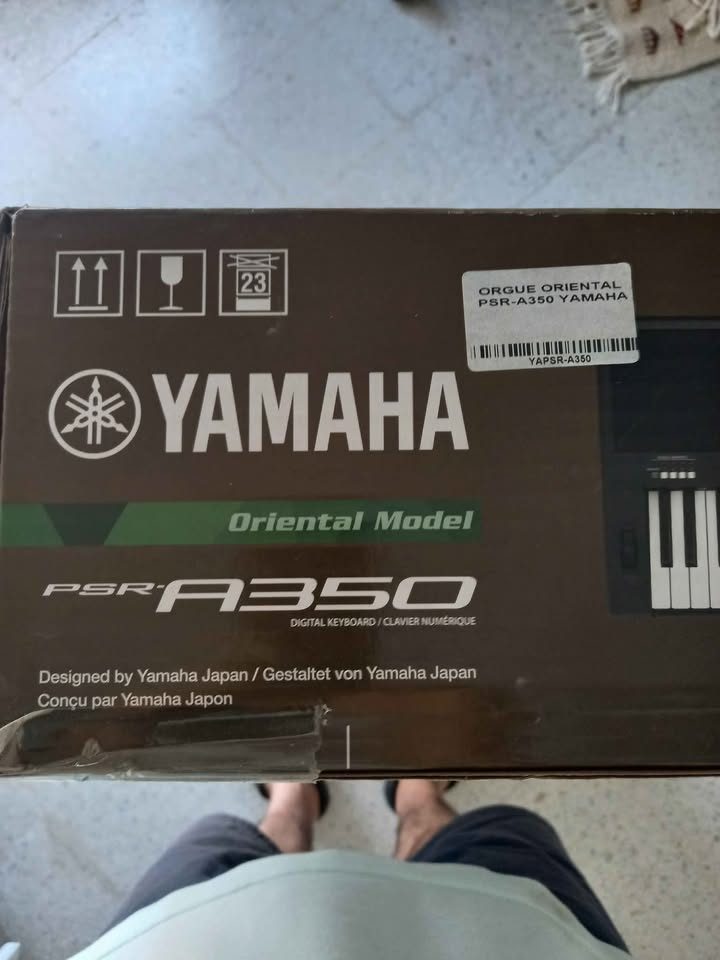 23
ORGUE ORIENTAL
PSR-A350 YAMAHA
YAPSR-A350
YAMAHA
Oriental Model
PSR-A350
DIGITAL KEYBOARD / CLAVIER NUMÉRIQUE
Designed by Yamaha Japan / Gestaltet von Yamaha Japan
Conçu par Yamaha Japon